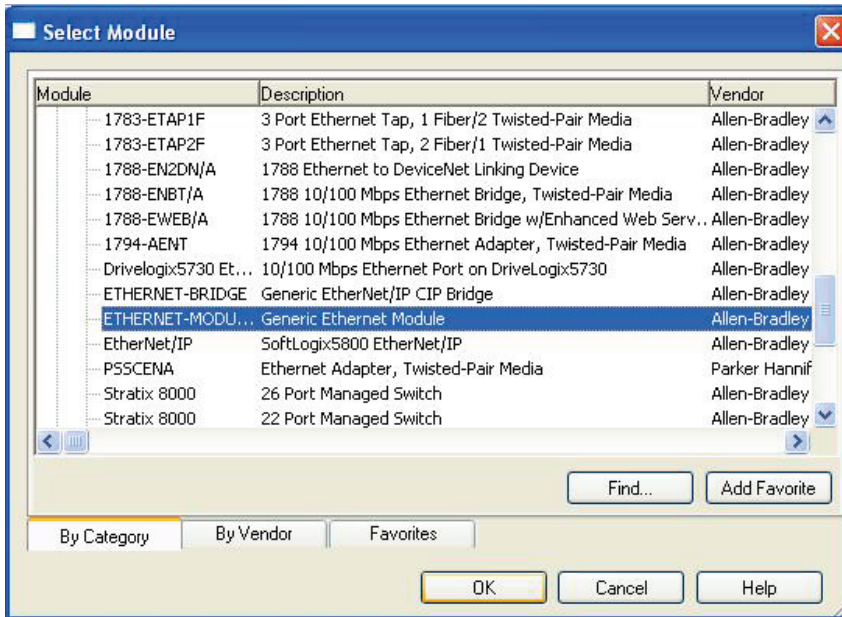 Select Module
Module Description Vendor
1783-ETAP1F 3 Port Ethernet Tap, 1 Fiber/2 Twisted-Pair Media Allen-Bradley
1783-ETAP2F 3 Port Ethernet Tap, 2 Fiber/1 Twisted-Pair Media Allen-Bradley
1788-EN2DN/A 1788 Ethernet to DeviceNet Linking Device Allen-Bradley
1788-ENBT/A 1788 10/100 Mbps Ethernet Bridge, Twisted-Pair Media Allen-Bradley
1788-EWEB/A 1788 10/100 Mbps Ethernet Bridge w/Enhanced Web Serv... Allen-Bradley
1794-AENT 1794 10/100 Mbps Ethernet Adapter, Twisted-Pair Media Allen-Bradley
Drivelogix5730 Et... 10/100 Mbps Ethernet Port on DriveLogix5730 Allen-Bradley
ETHERNET-BRIDGE Generic EtherNet/IP CIP Bridge Allen-Bradley
ETHERNET-MODU... Generic Ethernet Module Allen-Bradley
EtherNet/IP SoftLogix5800 EtherNet/IP Allen-Bradley
PSSCENA Ethernet Adapter, Twisted-Pair Media Parker Hannif
Stratix 8000 26 Port Managed Switch Allen-Bradley
Stratix 8000 22 Port Managed Switch Allen-Bradley
Find... Add Favorite
By Category By Vendor Favorites
OK Cancel Help